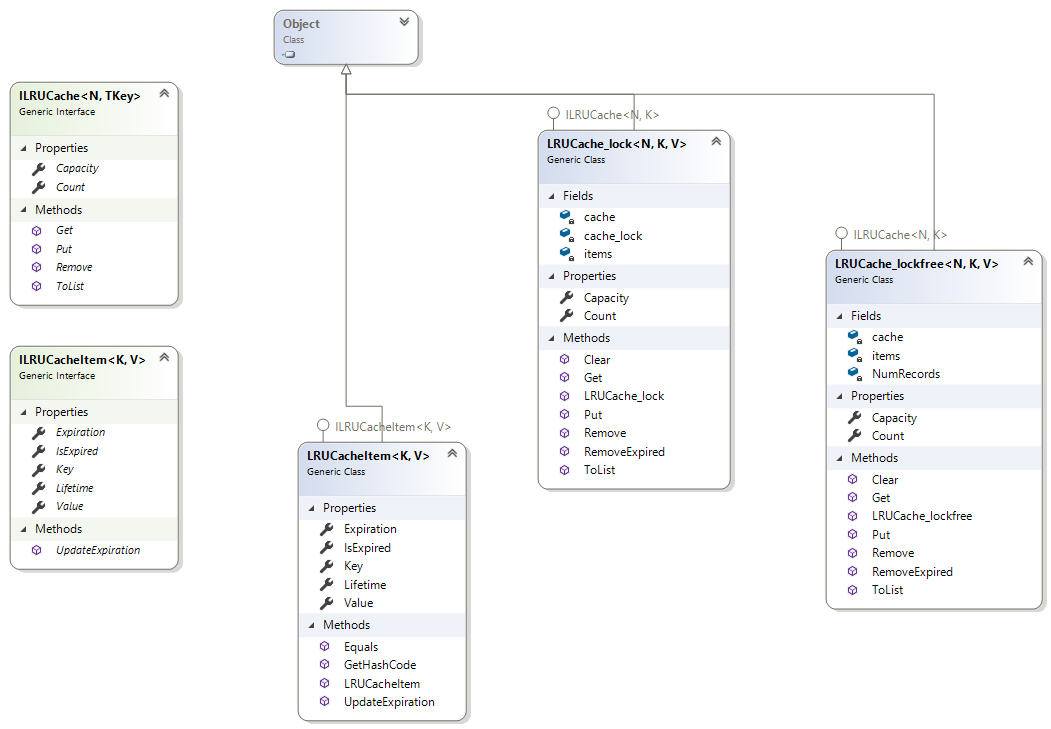 Object
Class
ILRUCache<N, TKey>
Generic Interface
Properties
Capacity
Count
Methods
Get
Put
Remove
ToList
ILRUCacheItem<K, V>
Generic Interface
Properties
Expiration
IsExpired
Key
Lifetime
Value
Methods
UpdateExpiration
ILRUCacheItem<K, V>
LRUCacheItem<K, V>
Generic Class
Properties
Expiration
IsExpired
Key
Lifetime
Value
Methods
Equals
GetHashCode
LRUCacheItem
UpdateExpiration
ILRUCache<N, K>
LRUCache_lock<N, K, V>
Generic Class
Fields
cache
cache_lock
items
Properties
Capacity
Count
Methods
Clear
Get
LRUCache_lock
Put
Remove
RemoveExpired
ToList
ILRUCache<N, K>
LRUCache_lockfree<N, K, V>
Generic Class
Fields
cache
items
NumRecords
Properties
Capacity
Count
Methods
Clear
Get
LRUCache_lockfree
Put
Remove
RemoveExpired
ToList